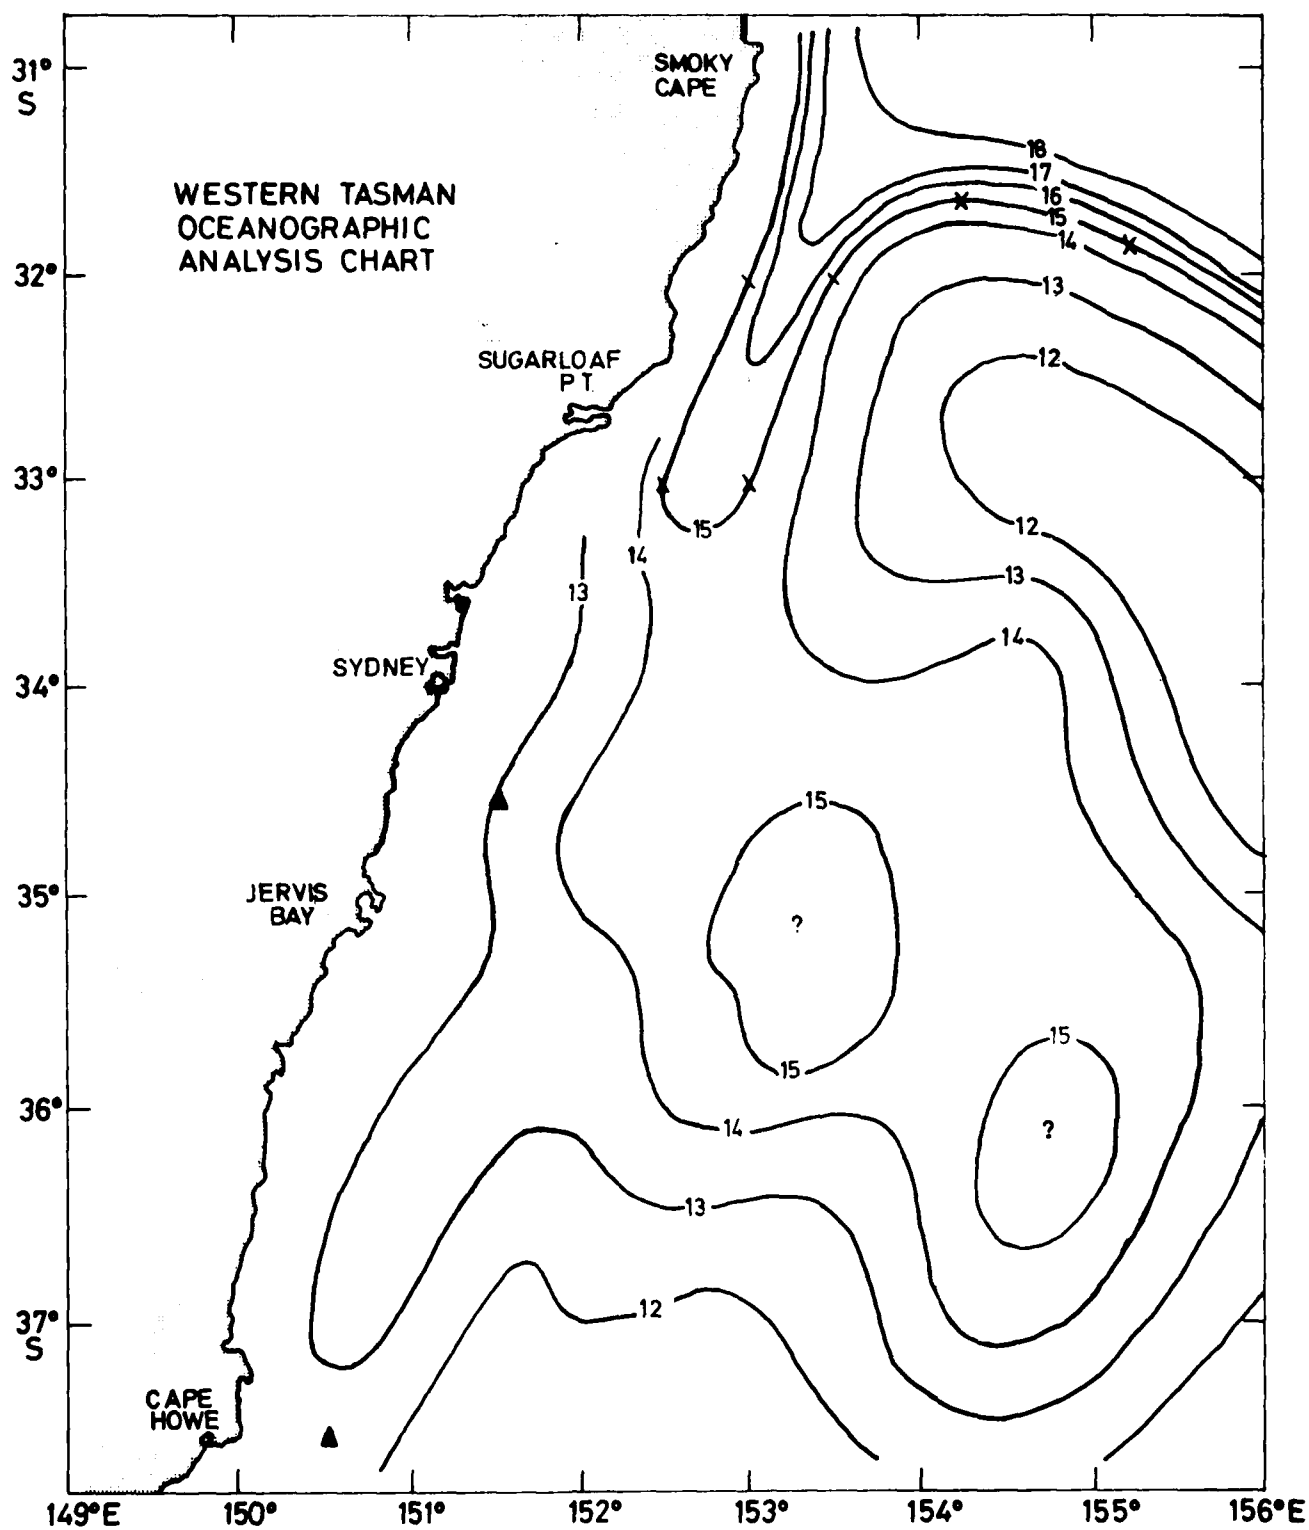 SMOKY
CAPE
31°
S
18
17
16
15
14
WESTERN TASMAN
OCEANOGRAPHIC
ANALYSIS CHART
32°
13
SUGARLOAF
PT
12
33°
15
12
14
13
13
14
SYDNEY
34°
15
?
JERVIS
BAY
35°
15
15
?
36°
14
13
12
37°
S
CAPE
HOWE
149°E
150°
151°
152°
153°
154°
155°
156°E